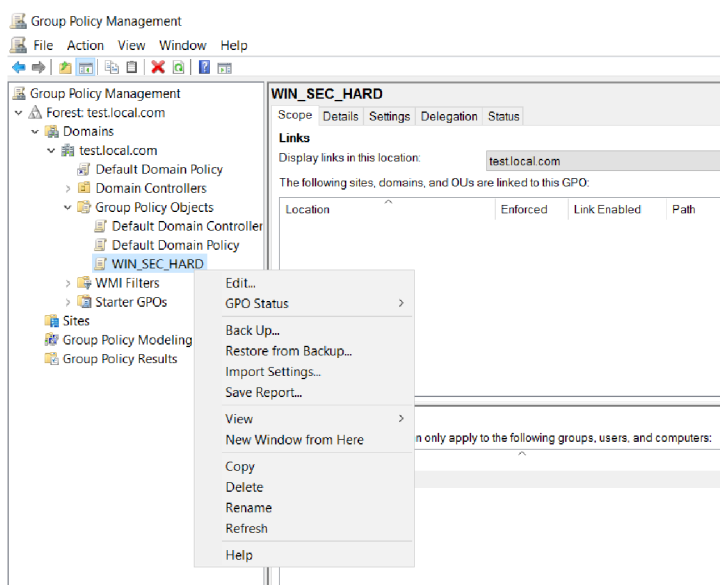 Group Policy Management
File Action View Window Help
Group Policy Management
Forest: test.local.com
Domains
test.local.com
Default Domain Policy
Domain Controllers
Group Policy Objects
Default Domain Controller
Default Domain Policy
WIN_SEC_HARD
WMI Filters
Starter GPOs
Sites
Group Policy Modeling
Group Policy Results
WIN_SEC_HARD
Scope Details Settings Delegation Status
Links
Display links in this location: test.local.com
The following sites, domains, and OUs are linked to this GPO:
Location Enforced Link Enabled Path
Edit...
GPO Status
Back Up...
Restore from Backup...
Import Settings...
Save Report...
View
New Window from Here
Copy
Delete
Rename
Refresh
Help
n only apply to the following groups, users, and computers: